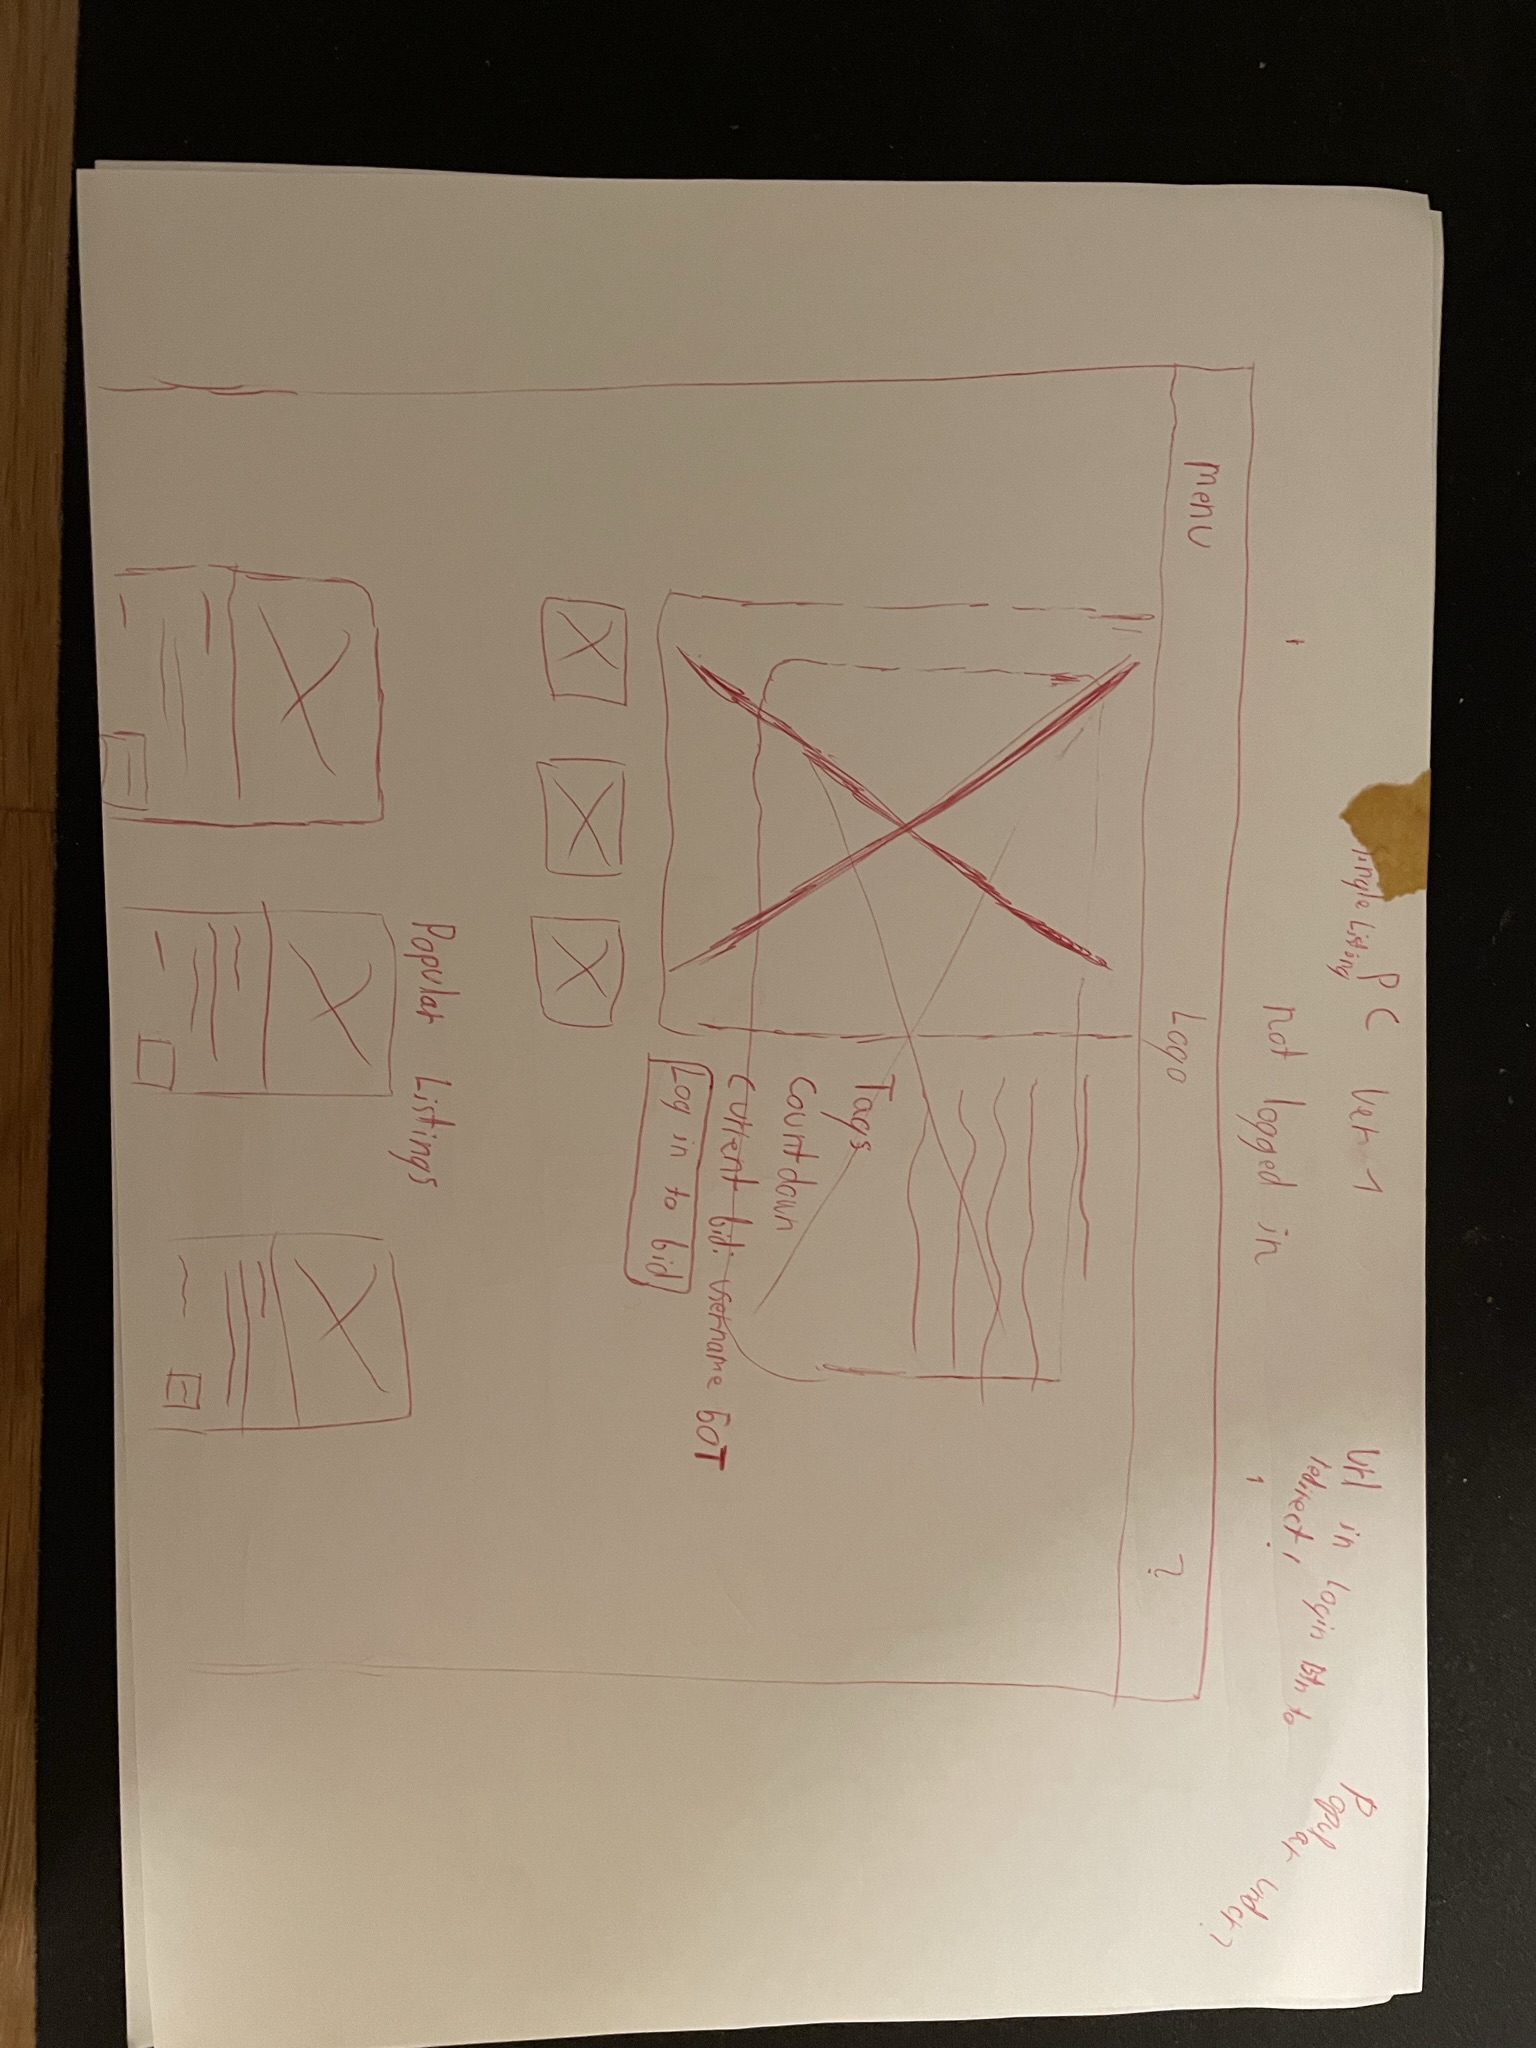 PC ver 1
ingle Listing
not logged in
Url in Login Btn to
redirect,
Popular under?
menu
Logo
?
Tags
Countdown
Current bid: username 60T
Log in to bid
Popular Listings